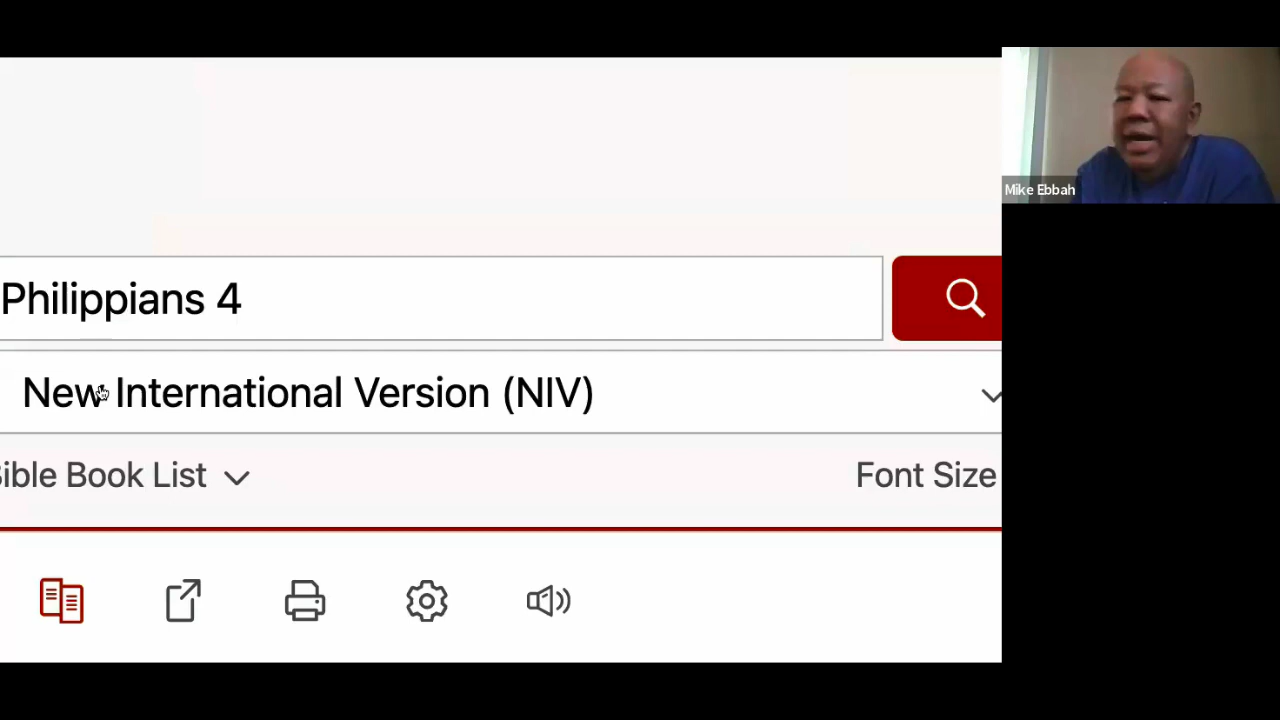 Mike Ebbah
Philippians 4
New International Version (NIV)
ible Book List
Font Size